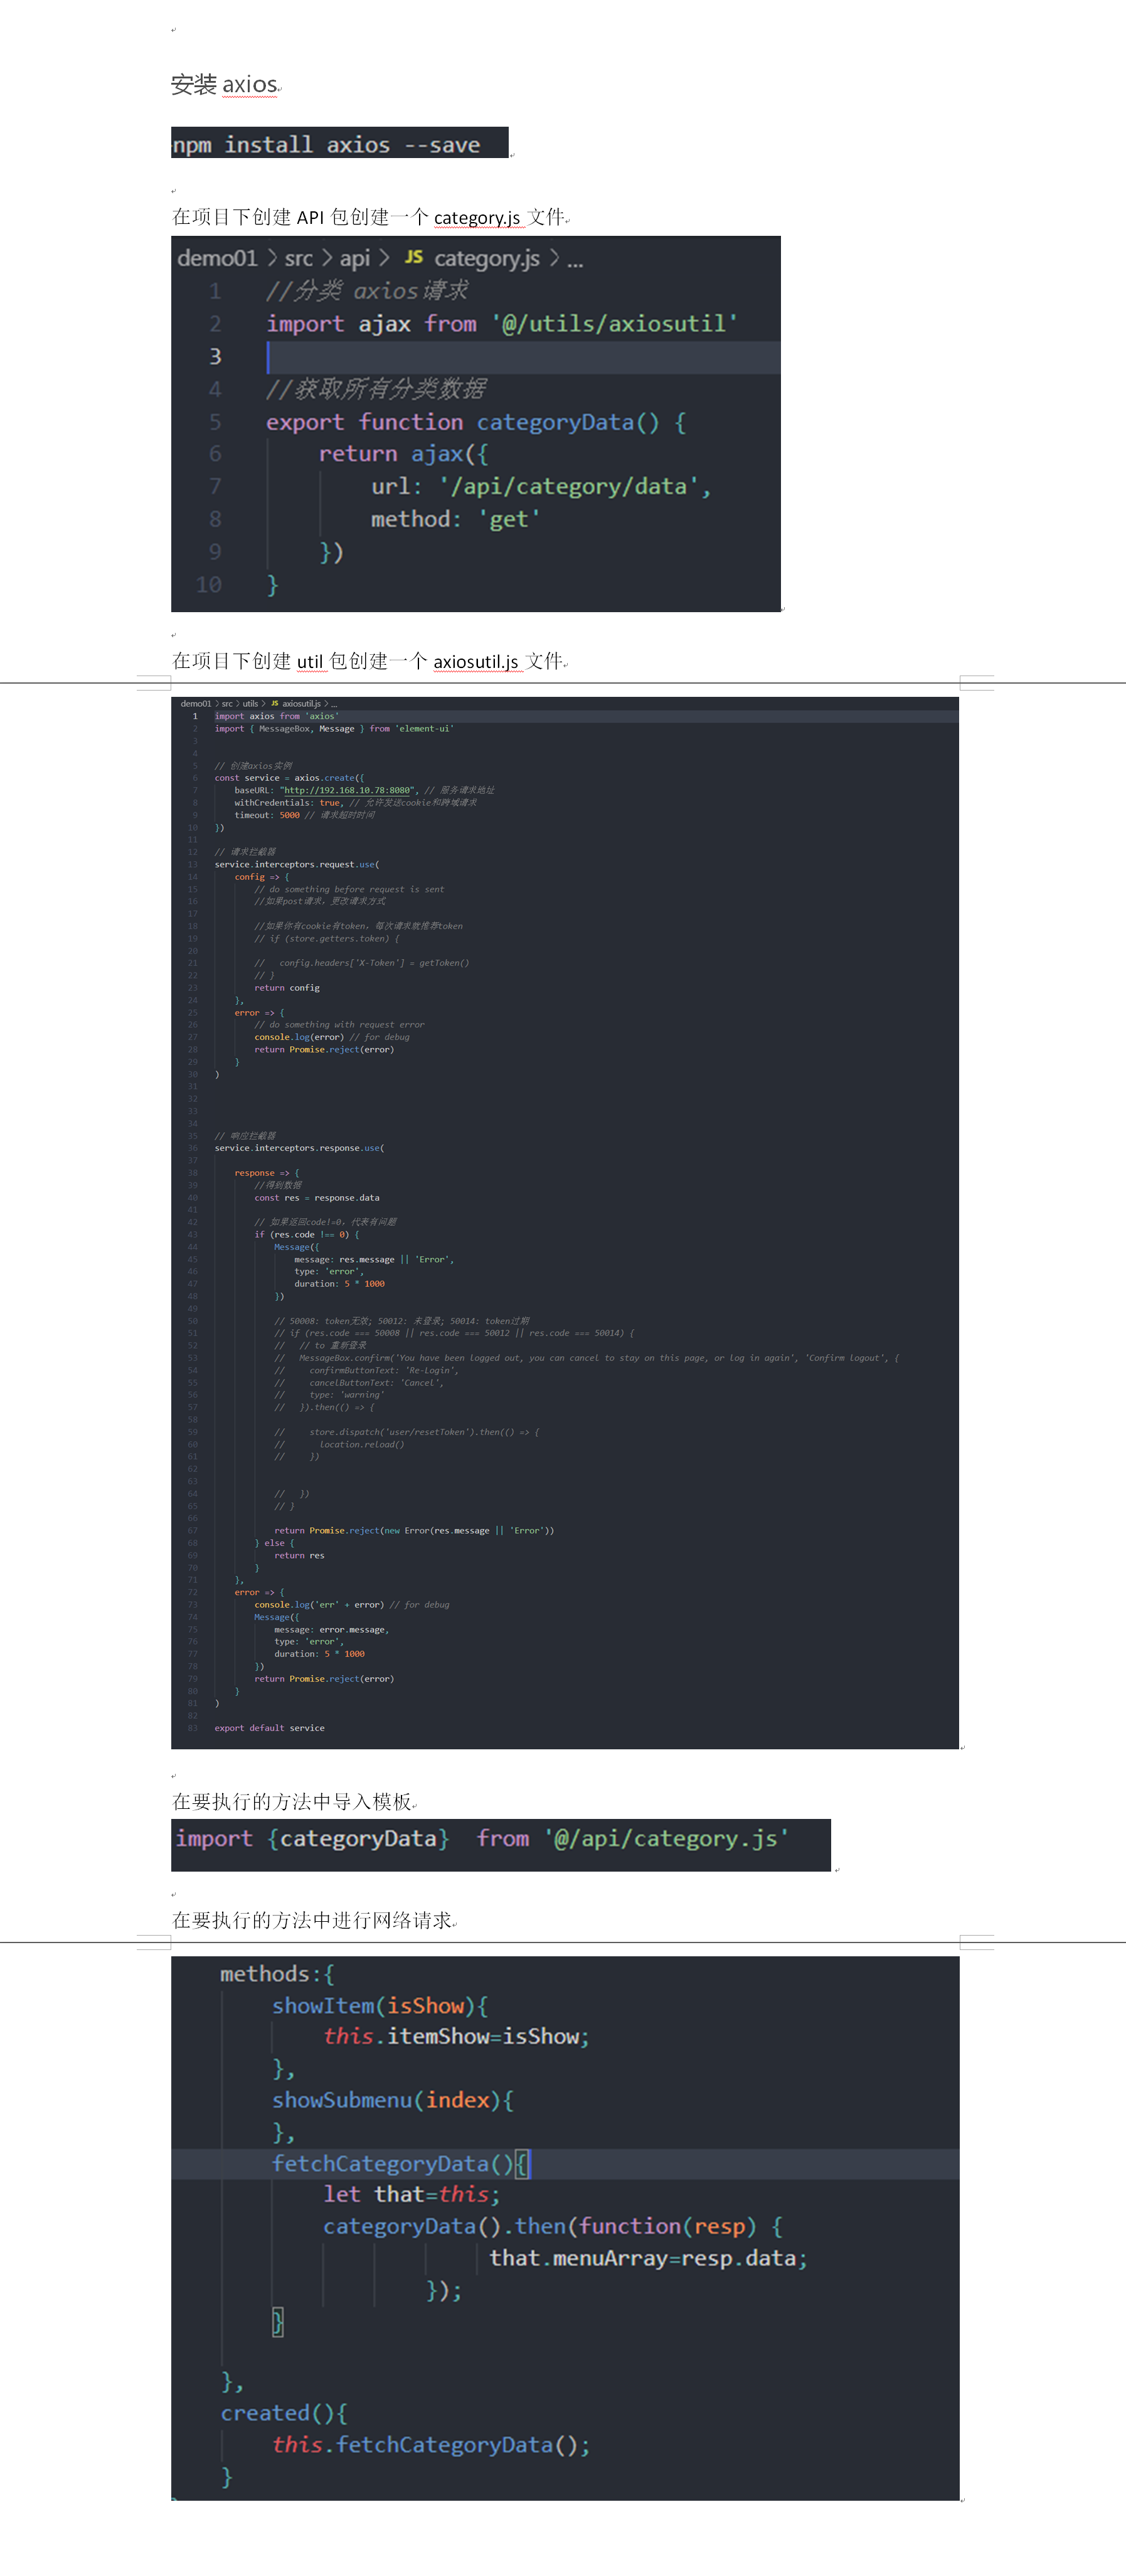 安装 axios
npm install axios --save
在项目下创建 API 包创建一个 category.js 文件
demo01 > src > api > JS category.js > ...
1 //分类 axios请求
2 import ajax from '@/utils/axiosutil'
3
4 //获取所有分类数据
5 export function categoryData() {
6 return ajax({
7 url: '/api/category/data',
8 method: 'get'
9 })
10 }
在项目下创建 util 包创建一个 axiosutil.js 文件
demo01 > src > utils > JS axiosutil.js > ...
1 import axios from 'axios'
2 import { MessageBox, Message } from 'element-ui'
3
4
5 // 创建axios实例
6 const service = axios.create({
7 baseURL: "http://192.168.10.78:8080", // 服务请求地址
8 withCredentials: true, // 允许发送cookie和跨域请求
9 timeout: 5000 // 请求超时时间
10 })
11
12 // 请求拦截器
13 service.interceptors.request.use(
14 config => {
15 // do something before request is sent
16 //如果post请求，更改请求方式
17
18 //如果你有cookie有token，每次请求就推荐token
19 // if (store.getters.token) {
20
21 // config.headers['X-Token'] = getToken()
22 // }
23 return config
24 },
25 error => {
26 // do something with request error
27 console.log(error) // for debug
28 return Promise.reject(error)
29 }
30 )
31
32
33
34
35 // 响应拦截器
36 service.interceptors.response.use(
37
38 response => {
39 //得到数据
40 const res = response.data
41
42 // 如果返回code!=0，代表有问题
43 if (res.code !== 0) {
44 Message({
45 message: res.message || 'Error',
46 type: 'error',
47 duration: 5 * 1000
48 })
49
50 // 50008: token无效; 50012: 未登录; 50014: token过期
51 // if (res.code === 50008 || res.code === 50012 || res.code === 50014) {
52 // // to 重新登录
53 // MessageBox.confirm('You have been logged out, you can cancel to stay on this page, or log in again', 'Confirm logout', {
54 // confirmButtonText: 'Re-Login',
55 // cancelButtonText: 'Cancel',
56 // type: 'warning'
57 // }).then(() => {
58
59 // store.dispatch('user/resetToken').then(() => {
60 // location.reload()
61 // })
62
63
64 // })
65 // }
66
67 return Promise.reject(new Error(res.message || 'Error'))
68 } else {
69 return res
70 }
71 },
72 error => {
73 console.log('err' + error) // for debug
74 Message({
75 message: error.message,
76 type: 'error',
77 duration: 5 * 1000
78 })
79 return Promise.reject(error)
80 }
81 )
82
83 export default service
在要执行的方法中导入模板
import {categoryData} from '@/api/category.js'
在要执行的方法中进行网络请求
methods:{
showItem(isShow){
this.itemShow=isShow;
},
showSubmenu(index){
},
fetchCategoryData(){
let that=this;
categoryData().then(function(resp) {
that.menuArray=resp.data;
});
}
},
created(){
this.fetchCategoryData();
}